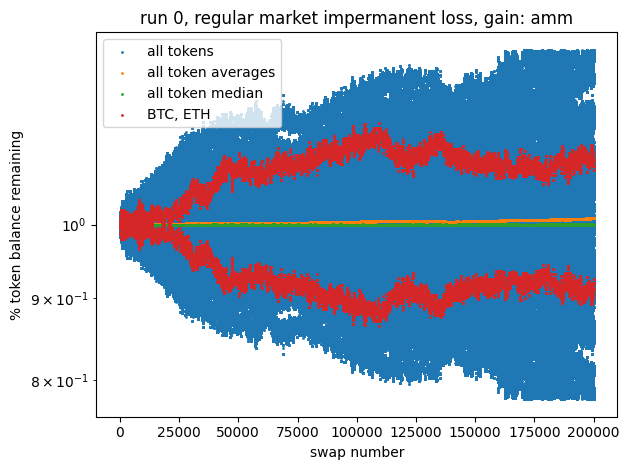 run 0, regular market impermanent loss, gain: amm
all tokens
all token averages
all token median
BTC, ETH
% token balance remaining
10⁰
9 × 10⁻¹
8 × 10⁻¹
0 25000 50000 75000 100000 125000 150000 175000 200000
swap number